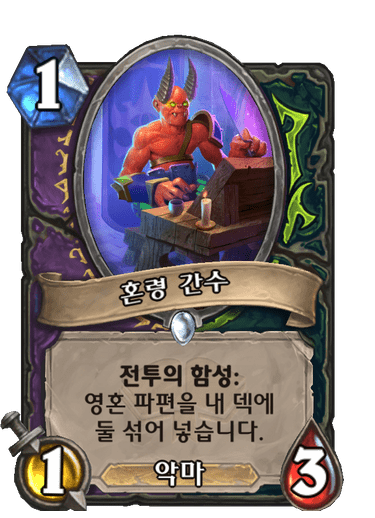 1
혼령 간수
전투의 함성:
영혼 파편을 내 덱에
둘 섞어 넣습니다.
1
악마
3